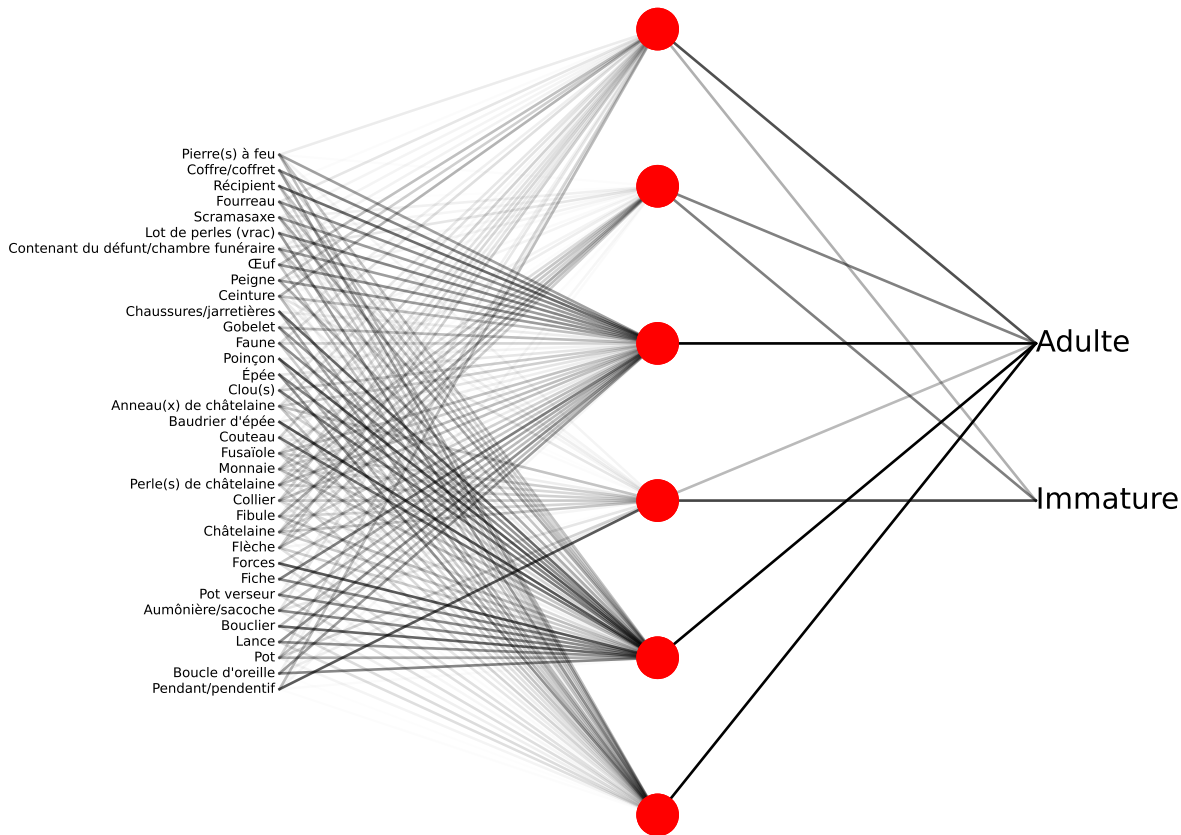 Pierre(s) à feu
Coffre/coffret
Récipient
Fourreau
Scramasaxe
Lot de perles (vrac)
Contenant du défunt/chambre funéraire
Œuf
Peigne
Ceinture
Chaussures/jarretières
Gobelet
Faune
Poinçon
Épée
Clou(s)
Anneau(x) de châtelaine
Baudrier d'épée
Couteau
Fusaïole
Monnaie
Perle(s) de châtelaine
Collier
Fibule
Châtelaine
Flèche
Forces
Fiche
Pot verseur
Aumônière/sacoche
Bouclier
Lance
Pot
Boucle d'oreille
Pendant/pendentif
Adulte
Immature